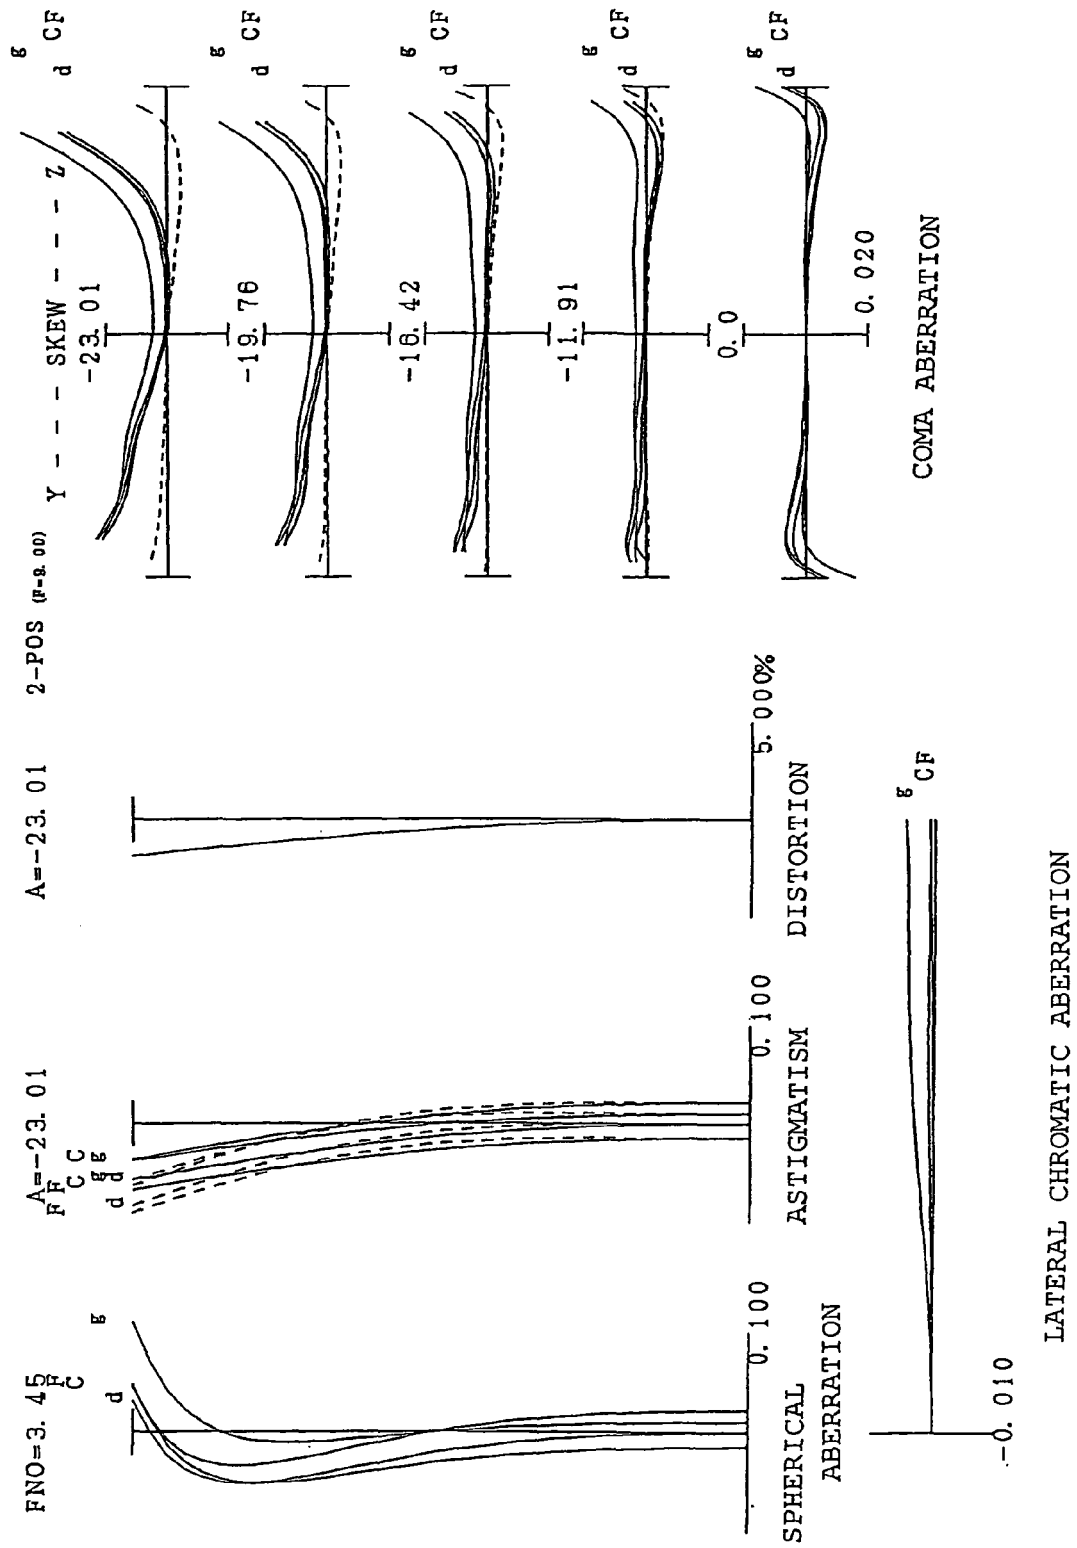 FNO=3. 45
F
C
d
g
0. 100
SPHERICAL
ABERRATION
A=-23. 01
F F
C C
d d
g g
0. 100
ASTIGMATISM
A=-23. 01
5. 000%
DISTORTION
2-POS
Y - - - SKEW - - - Z
-23. 01
g
CF
d
-19. 76
g
CF
d
-16. 42
g
CF
d
-11. 91
g
CF
d
0. 0
g
CF
d
0. 020
COMA ABERRATION
g
CF
-0. 010
LATERAL CHROMATIC ABERRATION